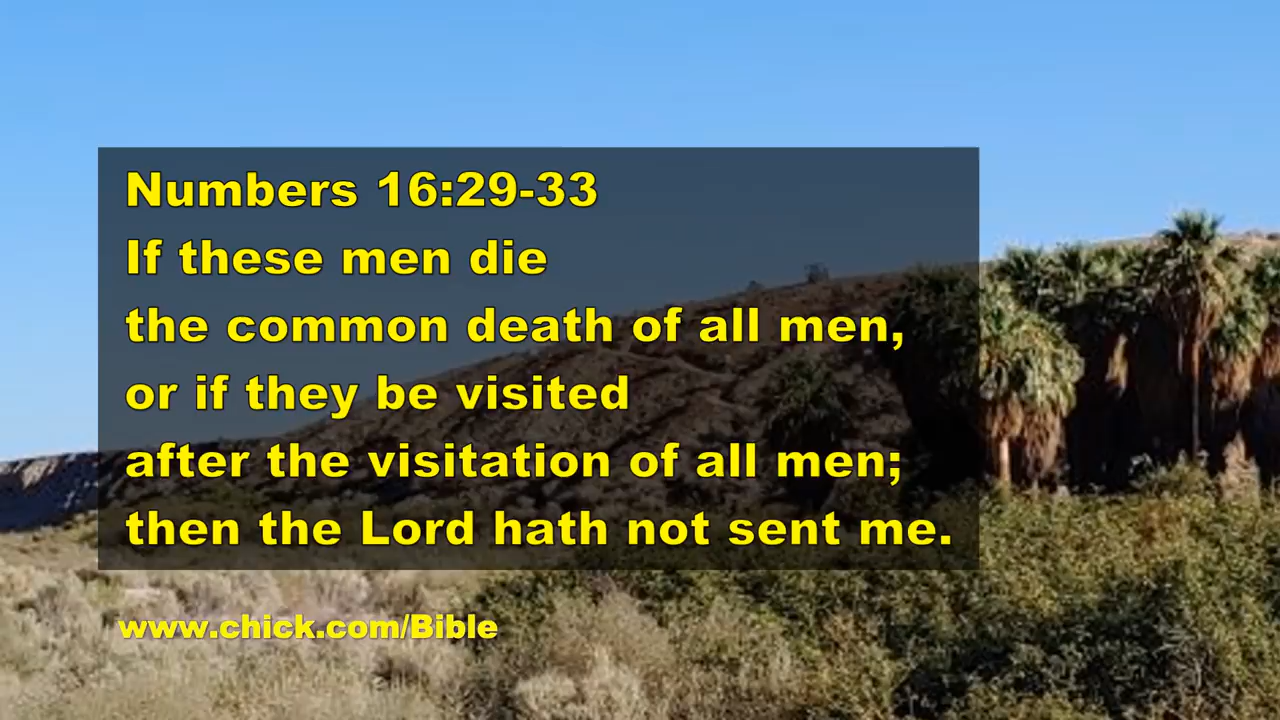 Numbers 16:29-33
If these men die
the common death of all men,
or if they be visited
after the visitation of all men;
then the Lord hath not sent me.
www.chick.com/Bible